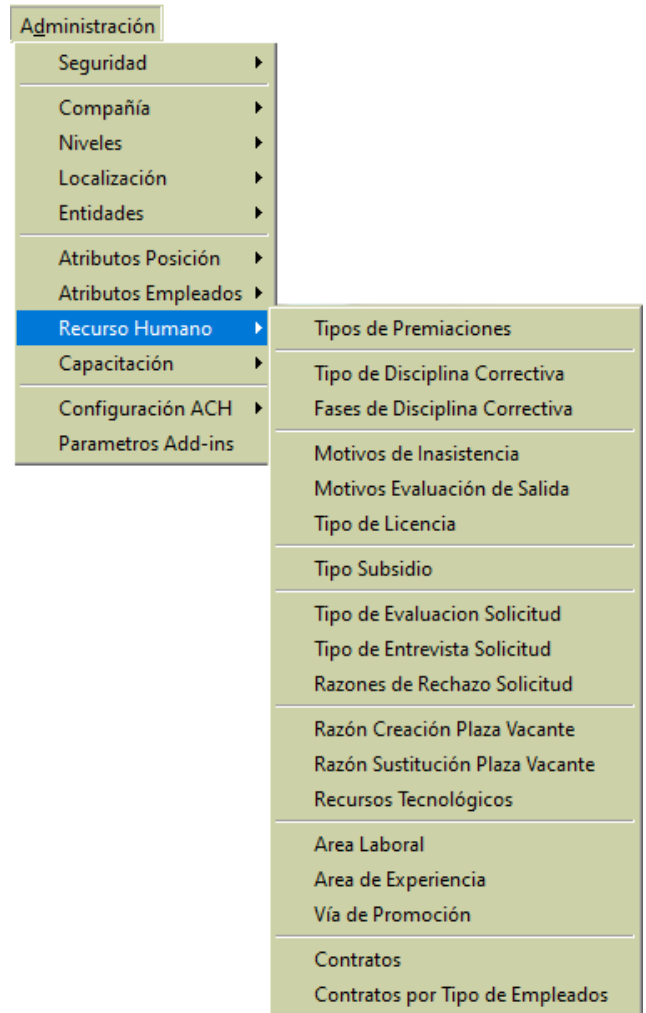 Administración
Seguridad
Compañía
Niveles
Localización
Entidades
Atributos Posición
Atributos Empleados
Recurso Humano
Capacitación
Configuración ACH
Parametros Add-ins
Tipos de Premiaciones
Tipo de Disciplina Correctiva
Fases de Disciplina Correctiva
Motivos de Inasistencia
Motivos Evaluación de Salida
Tipo de Licencia
Tipo Subsidio
Tipo de Evaluacion Solicitud
Tipo de Entrevista Solicitud
Razones de Rechazo Solicitud
Razón Creación Plaza Vacante
Razón Sustitución Plaza Vacante
Recursos Tecnológicos
Area Laboral
Area de Experiencia
Vía de Promoción
Contratos
Contratos por Tipo de Empleados